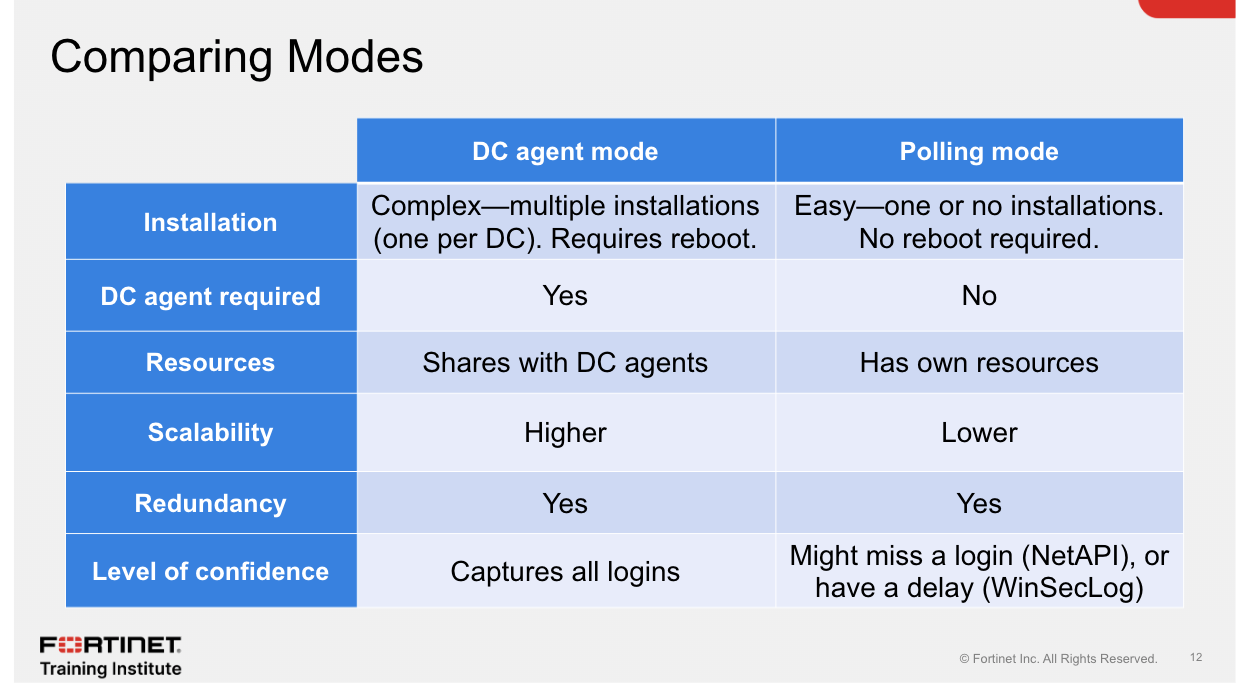 Comparing Modes
DC agent mode
Polling mode
Installation
Complex—multiple installations
(one per DC). Requires reboot.
Easy—one or no installations.
No reboot required.
DC agent required
Yes
No
Resources
Shares with DC agents
Has own resources
Scalability
Higher
Lower
Redundancy
Yes
Yes
Level of confidence
Captures all logins
Might miss a login (NetAPI), or
have a delay (WinSecLog)
FORTINET
Training Institute
© Fortinet Inc. All Rights Reserved.
12